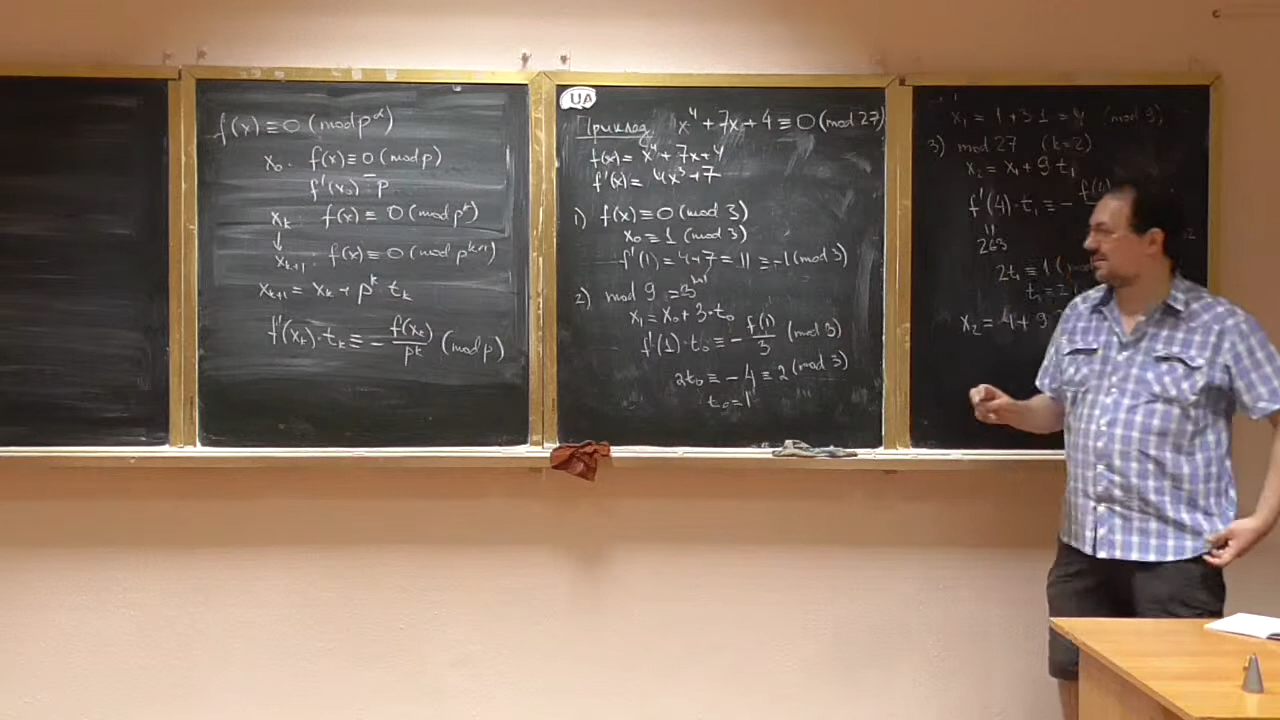 f(x)≡0 (mod p^α)
x₀. f(x)≡0 (mod p)
f'(x₀) ⋮ p
x_k. f(x)≡ 0 (mod p^k)
↓
x_{k+1}. f(x)≡0 (mod p^{k+1})
x_{k+1} = x_k + p^k · t_k
f'(x_k)·t_k ≡ - f(x_k)/p^k (mod p)
UA
Приклад. x⁴+7x+4≡0 (mod 27)
f(x)= x⁴+7x+4
f'(x)= 4x³+7
1) f(x)≡0 (mod 3)
x₀≡1 (mod 3)
f'(1)=4+7=11≡-1 (mod 3)
2) mod 9 =3^{1+1}
x₁=x₀+3·t₀
f'(1)·t₀≡ - f(1)/3 (mod 3)
2t₀≡-4≡2 (mod 3)
t₀=1
x₁ = 1+3·1=4 (mod 9)
3) mod 27 (k=2)
x₂=x₁+9·t₁
f'(4)·t₁≡ - f(4)
11
263
2t₁≡1 (mod
t₁=2
x₂=4+9·